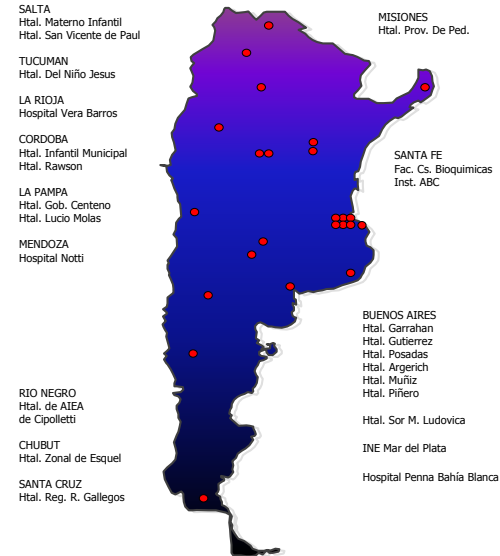 SALTA
Htal. Materno Infantil
Htal. San Vicente de Paul
TUCUMAN
Htal. Del Niño Jesus
LA RIOJA
Hospital Vera Barros
CORDOBA
Htal. Infantil Municipal
Htal. Rawson
LA PAMPA
Htal. Gob. Centeno
Htal. Lucio Molas
MENDOZA
Hospital Notti
RIO NEGRO
Htal. de AIEA
de Cipolletti
CHUBUT
Htal. Zonal de Esquel
SANTA CRUZ
Htal. Reg. R. Gallegos
MISIONES
Htal. Prov. De Ped.
SANTA FE
Fac. Cs. Bioquimicas
Inst. ABC
BUENOS AIRES
Htal. Garrahan
Htal. Gutierrez
Htal. Posadas
Htal. Argerich
Htal. Muñiz
Htal. Piñero
Htal. Sor M. Ludovica
INE Mar del Plata
Hospital Penna Bahía Blanca